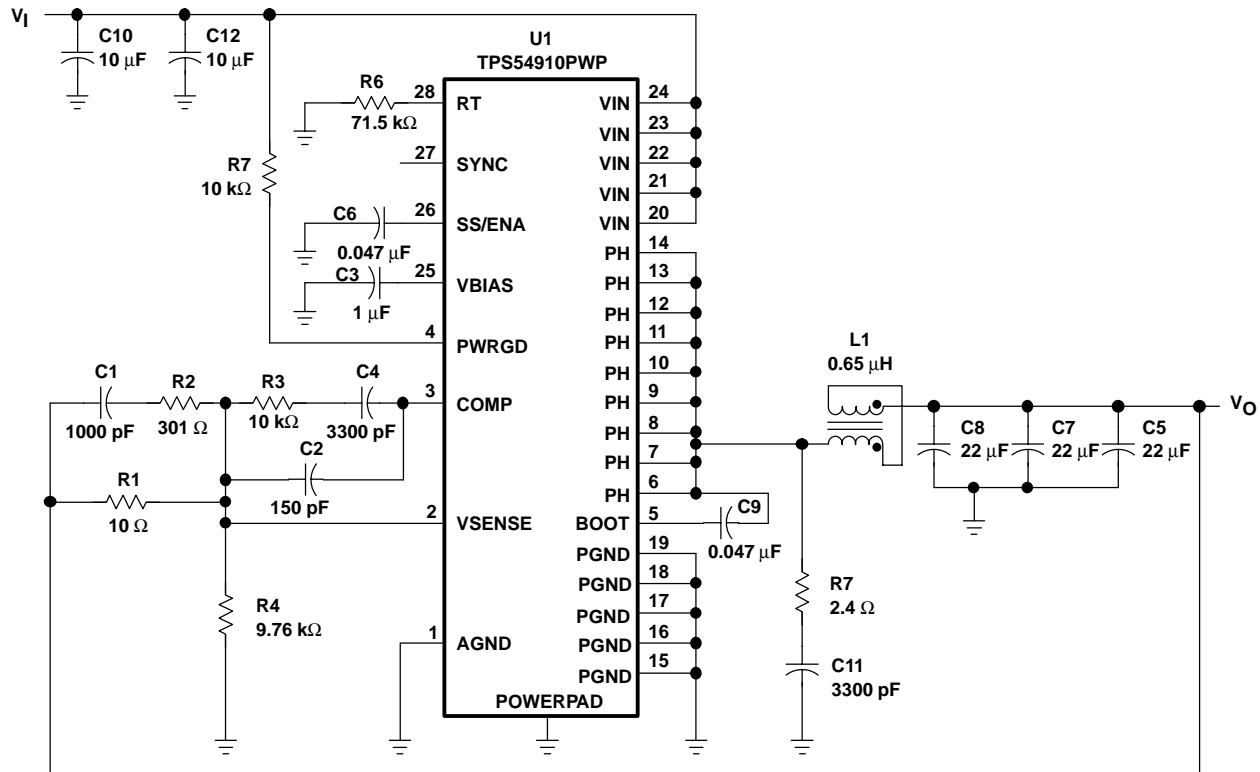 VI
C10
10 μF
C12
10 μF
U1
TPS54910PWP
R6
71.5 kΩ
R7
10 kΩ
C6
0.047 μF
C3
1 μF
28 RT
27 SYNC
26 SS/ENA
25 VBIAS
4 PWRGD
3 COMP
2 VSENSE
1 AGND
VIN 24
VIN 23
VIN 22
VIN 21
VIN 20
PH 14
PH 13
PH 12
PH 11
PH 10
PH 9
PH 8
PH 7
PH 6
BOOT 5
PGND 19
PGND 18
PGND 17
PGND 16
PGND 15
POWERPAD
C1
1000 pF
R2
301 Ω
R3
10 kΩ
C4
3300 pF
C2
150 pF
R1
10 Ω
R4
9.76 kΩ
C9
0.047 μF
L1
0.65 μH
VO
C8
22 μF
C7
22 μF
C5
22 μF
R7
2.4 Ω
C11
3300 pF